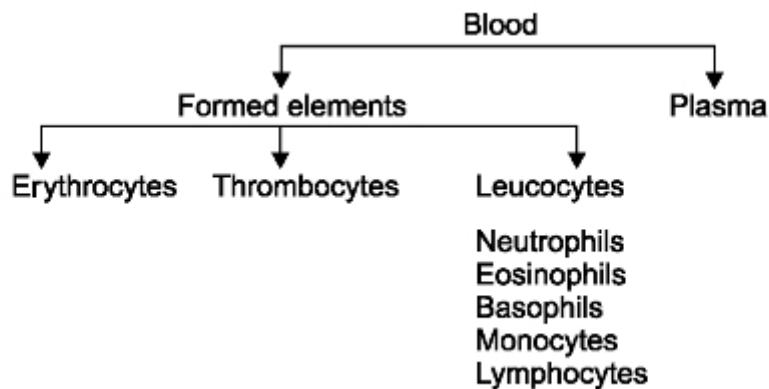 Blood
Formed elements Plasma
Erythrocytes Thrombocytes Leucocytes
Neutrophils
Eosinophils
Basophils
Monocytes
Lymphocytes